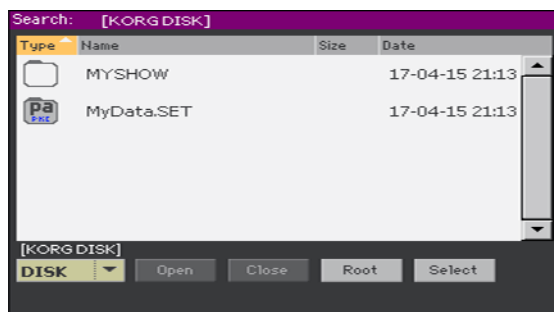 Search: [KORG DISK]
Type Name Size Date
MYSHOW 17-04-15 21:13
Pa PKG MyData.SET 17-04-15 21:13
[KORG DISK]
DISK Open Close Root Select